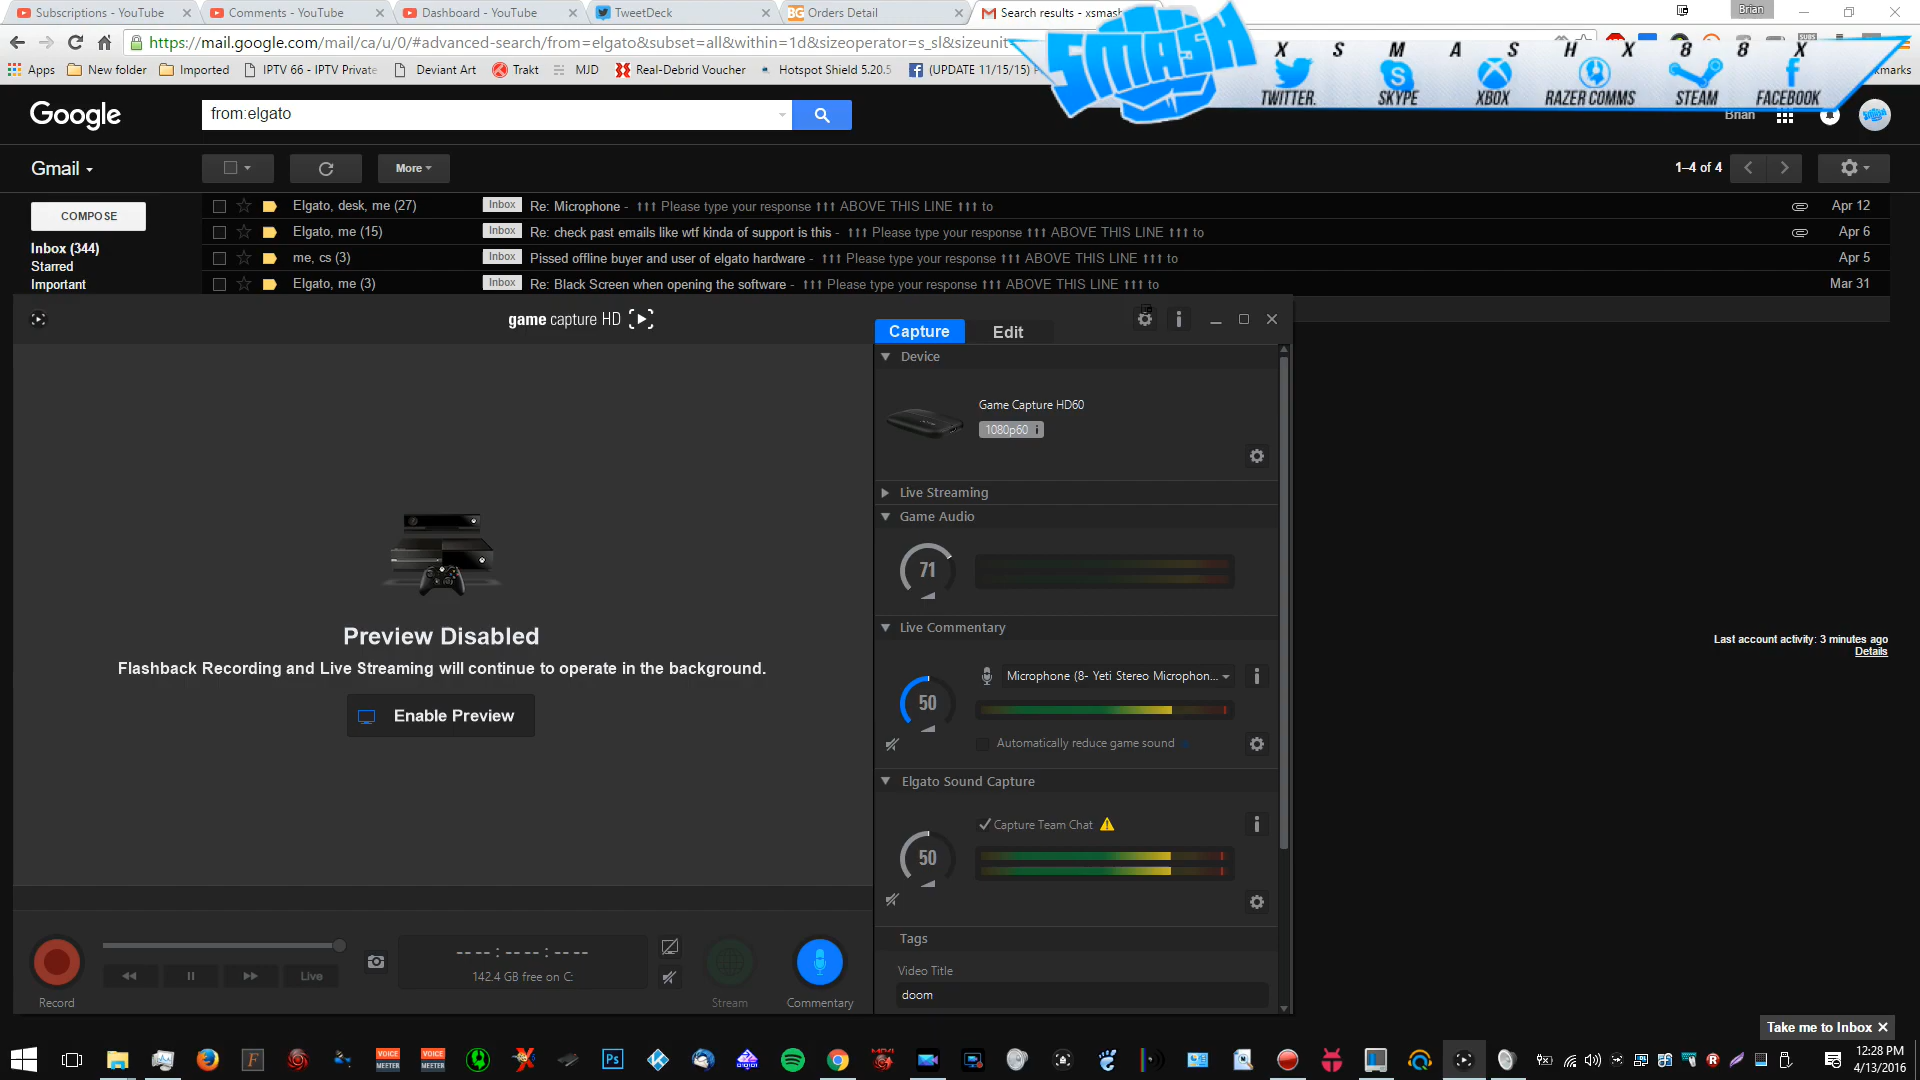 Subscriptions - YouTube
Comments - YouTube
Dashboard - YouTube
TweetDeck
BG Orders Detail
Search results - xsmash
Brian
https://mail.google.com/mail/ca/u/0/#advanced-search/from=elgato&subset=all&within=1d&sizeoperator=s_sl&sizeunit
Apps
New folder
Imported
IPTV 66 - IPTV Private
Deviant Art
Trakt
MJD
Real-Debrid Voucher
Hotspot Shield 5.20.5
(UPDATE 11/15/15)
SMASH
X S M A S H X 8 8 X
TWITTER.
SKYPE
XBOX
RAZER COMMS
STEAM
FACEBOOK
Google
from:elgato
Brian
Gmail
More
1–4 of 4
COMPOSE
Inbox (344)
Starred
Important
Elgato, desk, me (27) Inbox Re: Microphone - ↑↑↑ Please type your response ↑↑↑ ABOVE THIS LINE ↑↑↑ to Apr 12
Elgato, me (15) Inbox Re: check past emails like wtf kinda of support is this - ↑↑↑ Please type your response ↑↑↑ ABOVE THIS LINE ↑↑↑ to Apr 6
me, cs (3) Inbox Pissed offline buyer and user of elgato hardware - ↑↑↑ Please type your response ↑↑↑ ABOVE THIS LINE ↑↑↑ to Apr 5
Elgato, me (3) Inbox Re: Black Screen when opening the software - ↑↑↑ Please type your response ↑↑↑ ABOVE THIS LINE ↑↑↑ to Mar 31
game capture HD
Capture
Edit
Device
Game Capture HD60
1080p60 i
Live Streaming
Game Audio
71
Live Commentary
Microphone (8- Yeti Stereo Microphon...
50
Automatically reduce game sound
Elgato Sound Capture
Capture Team Chat
50
Tags
Video Title
doom
Preview Disabled
Flashback Recording and Live Streaming will continue to operate in the background.
Enable Preview
Record
Live
---- : ---- : ----
142.4 GB free on C:
Stream
Commentary
Last account activity: 3 minutes ago
Details
Take me to Inbox
VOICE MEETER
VOICE MEETER
Ps
12:28 PM
4/13/2016